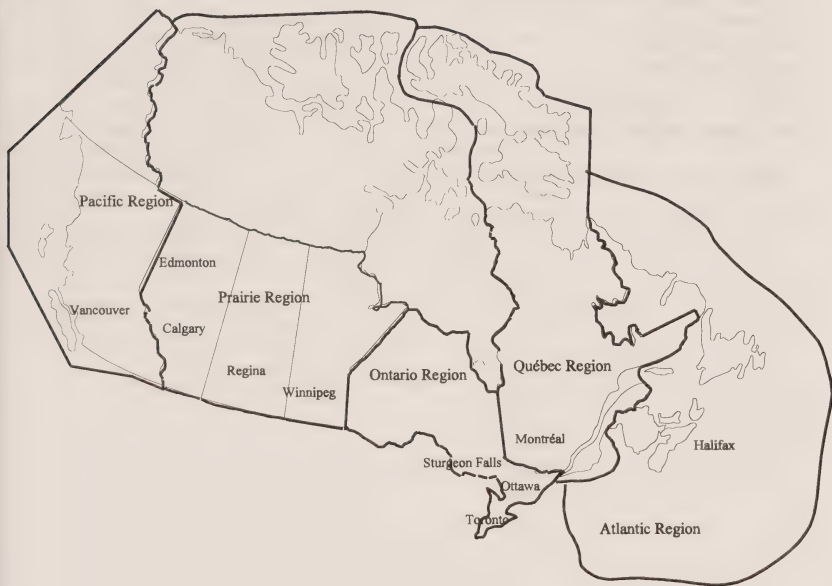 Pacific Region
Edmonton
Prairie Region
Vancouver
Calgary
Regina
Winnipeg
Ontario Region
Québec Region
Montréal
Halifax
Sturgeon Falls
Ottawa
Toronto
Atlantic Region